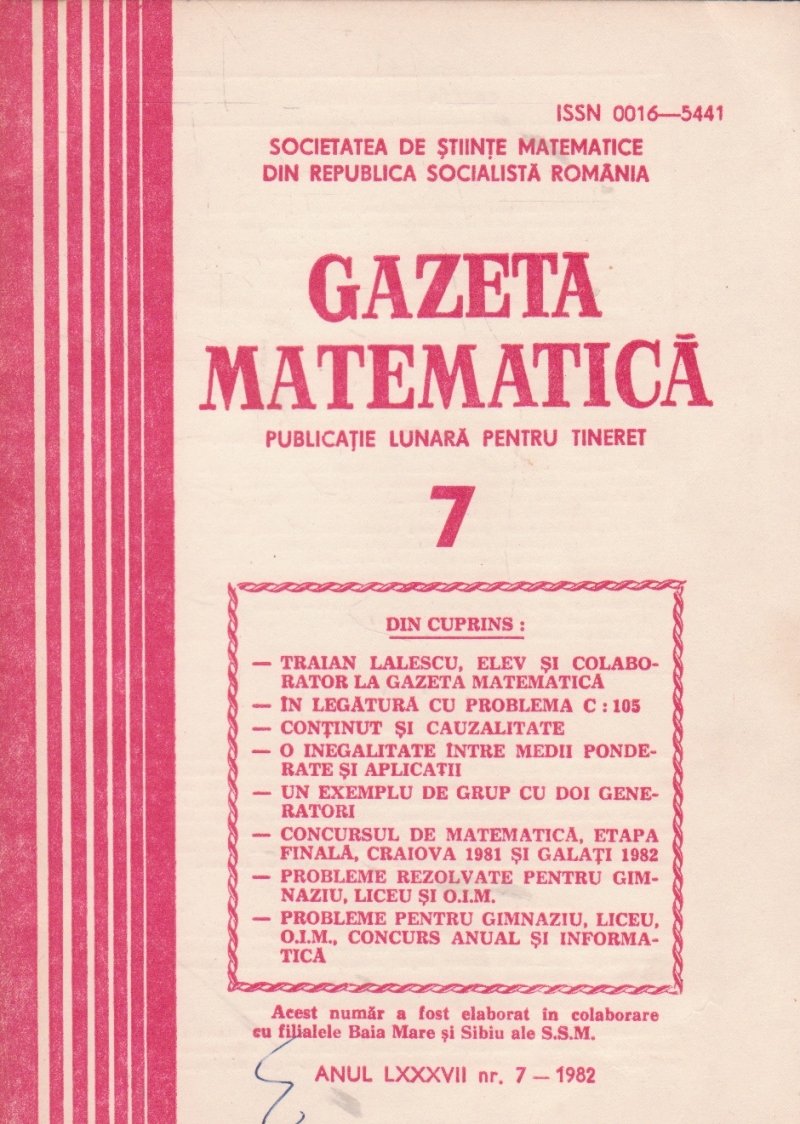 ISSN 0016—5441
SOCIETATEA DE ȘTIINȚE MATEMATICE
DIN REPUBLICA SOCIALISTĂ ROMÂNIA
GAZETA
MATEMATICĂ
PUBLICAȚIE LUNARĂ PENTRU TINERET
7
DIN CUPRINS :
— TRAIAN LALESCU, ELEV ȘI COLABO-
RATOR LA GAZETA MATEMATICĂ
— ÎN LEGĂTURĂ CU PROBLEMA C : 105
— CONȚINUT ȘI CAUZALITATE
— O INEGALITATE ÎNTRE MEDII PONDE-
RATE ȘI APLICAȚII
— UN EXEMPLU DE GRUP CU DOI GENE-
RATORI
— CONCURSUL DE MATEMATICĂ, ETAPA
FINALĂ, CRAIOVA 1981 ȘI GALAȚI 1982
— PROBLEME REZOLVATE PENTRU GIM-
NAZIU, LICEU ȘI O.I.M.
— PROBLEME PENTRU GIMNAZIU, LICEU,
O.I.M., CONCURS ANUAL ȘI INFORMA-
TICĂ
Acest număr a fost elaborat în colaborare
cu filialele Baia Mare și Sibiu ale S.S.M.
ANUL LXXXVII nr. 7 — 1982